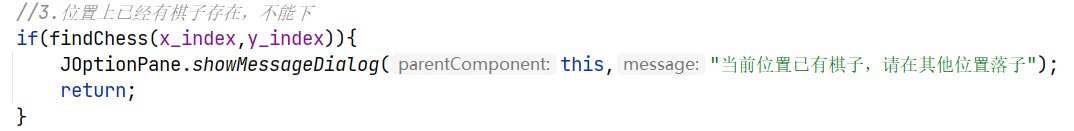 //3.位置上已经有棋子存在，不能下
if(findChess(x_index,y_index)){
JOptionPane.showMessageDialog( parentComponent: this, message: "当前位置已有棋子，请在其他位置落子");
return;
}